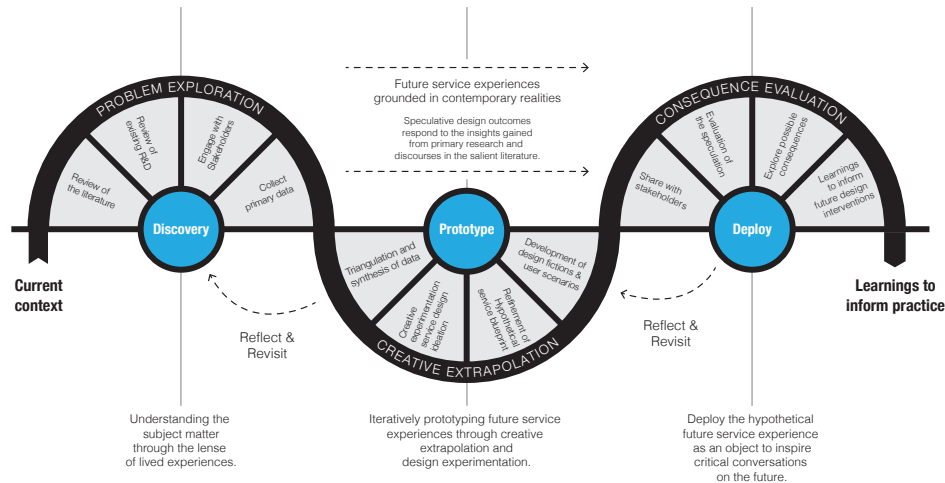 PROBLEM EXPLORATION
Review of
the literature
Review of
existing R&D
Engage with
Stakeholders
Collect
primary data
Discovery
Current
context
Reflect &
Revisit
Understanding the
subject matter
through the lense
of lived experiences.
Future service experiences
grounded in contemporary realities
Speculative design outcomes
respond to the insights gained
from primary research and
discourses in the salient literature.
Prototype
Triangulation and
synthesis of data
Creative
experimentation
service design
ideation
Refinement of
Hypothetical
service blueprint
Development of
design fictions &
user scenarios
CREATIVE EXTRAPOLATION
Iteratively prototyping future service
experiences through creative
extrapolation and
design experimentation.
CONSEQUENCE EVALUATION
Share with
stakeholders
Evaluation of
the speculation
Explore possible
consequences
Learnings
to inform
future design
interventions
Deploy
Reflect &
Revisit
Learnings to
inform practice
Deploy the hypothetical
future service experience
as an object to inspire
critical conversations
on the future.